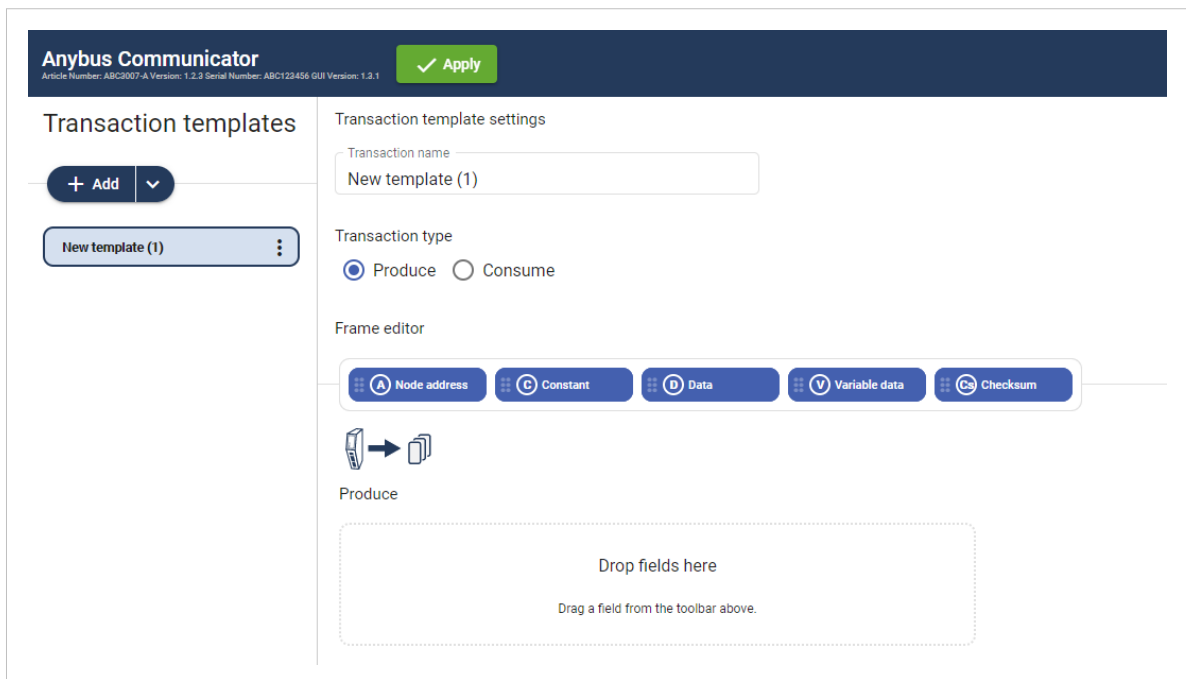 Anybus Communicator
Article Number: ABC3007-A Version: 1.2.3 Serial Number: ABC123456 GUI Version: 1.3.1
Apply
Transaction templates
Add
New template (1)
Transaction template settings
Transaction name
New template (1)
Transaction type
Produce Consume
Frame editor
A Node address C Constant D Data V Variable data Cs Checksum
Produce
Drop fields here
Drag a field from the toolbar above.